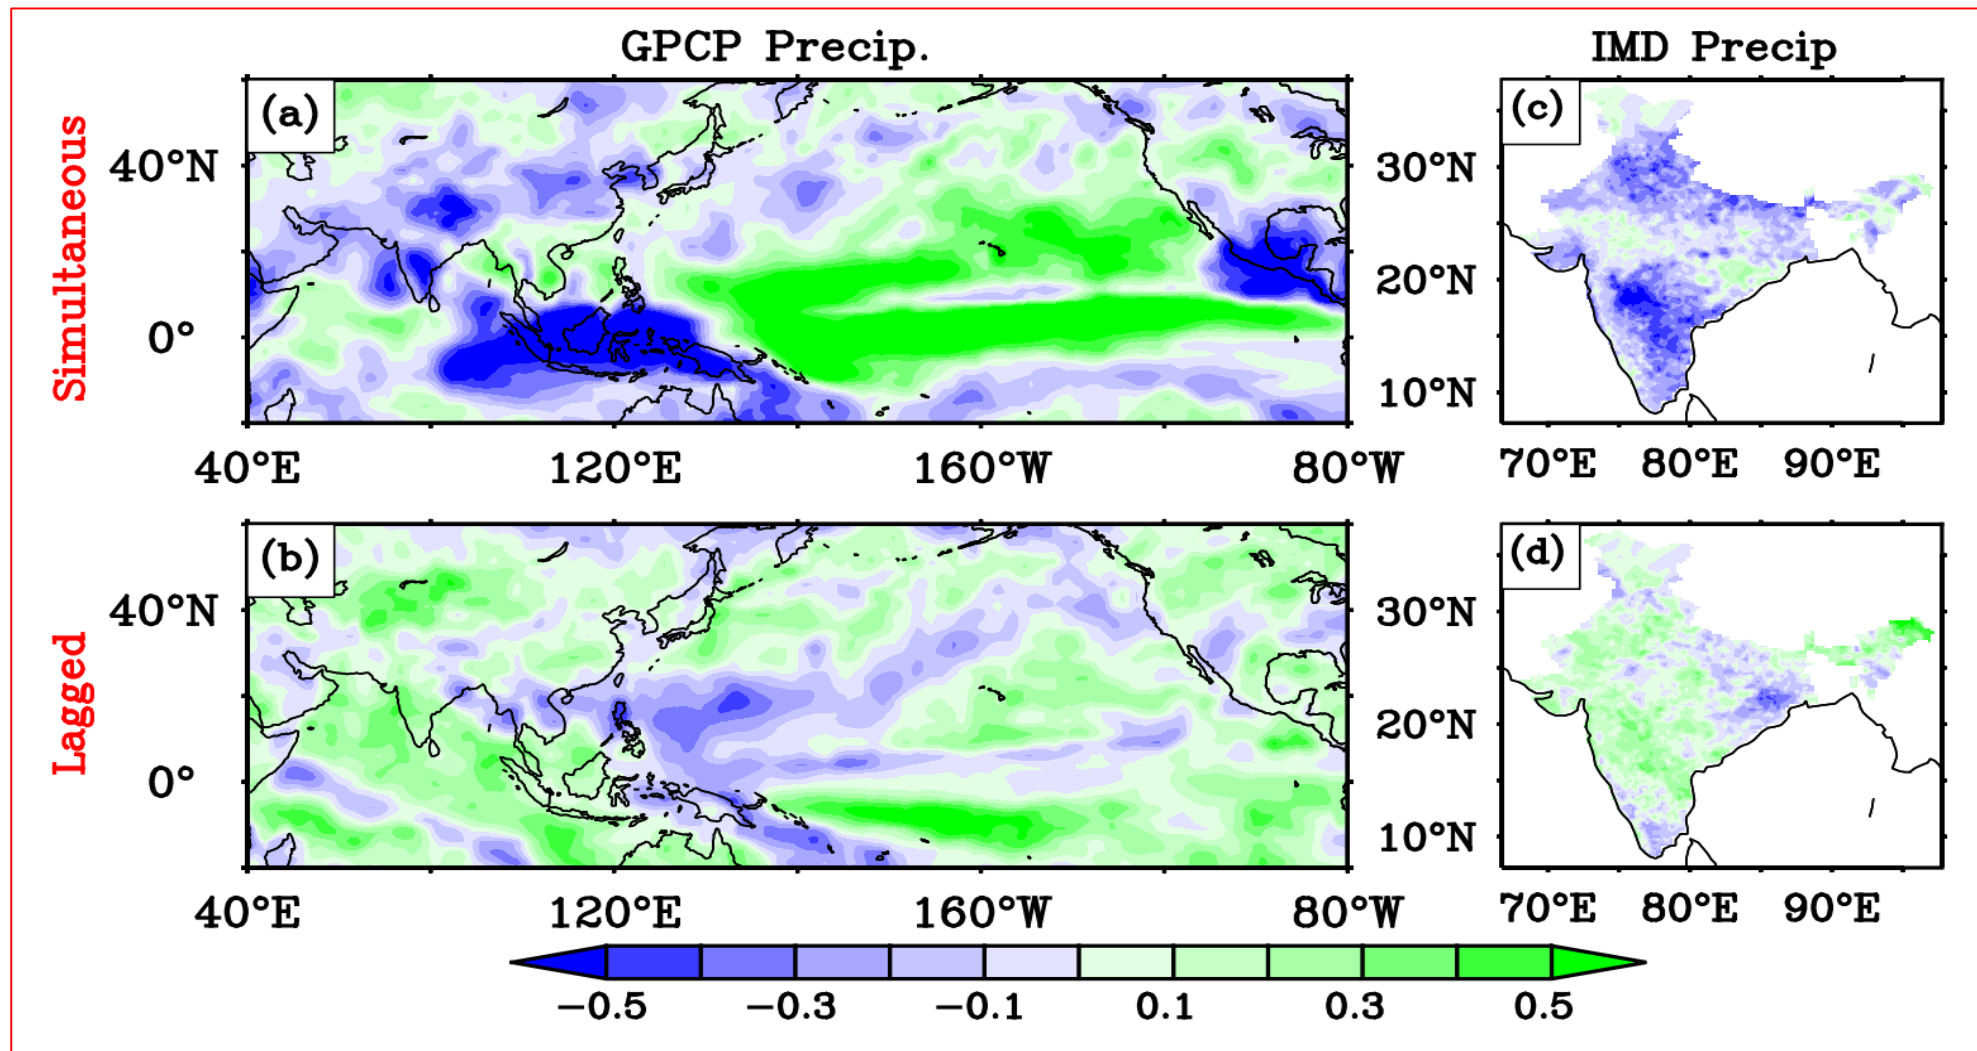 GPCP Precip.
IMD Precip
Simultaneous
(a)
40°N
0°
40°E 120°E 160°W 80°W
(c)
30°N
20°N
10°N
70°E 80°E 90°E
Lagged
(b)
40°N
0°
40°E 120°E 160°W 80°W
(d)
30°N
20°N
10°N
70°E 80°E 90°E
−0.5 −0.3 −0.1 0.1 0.3 0.5